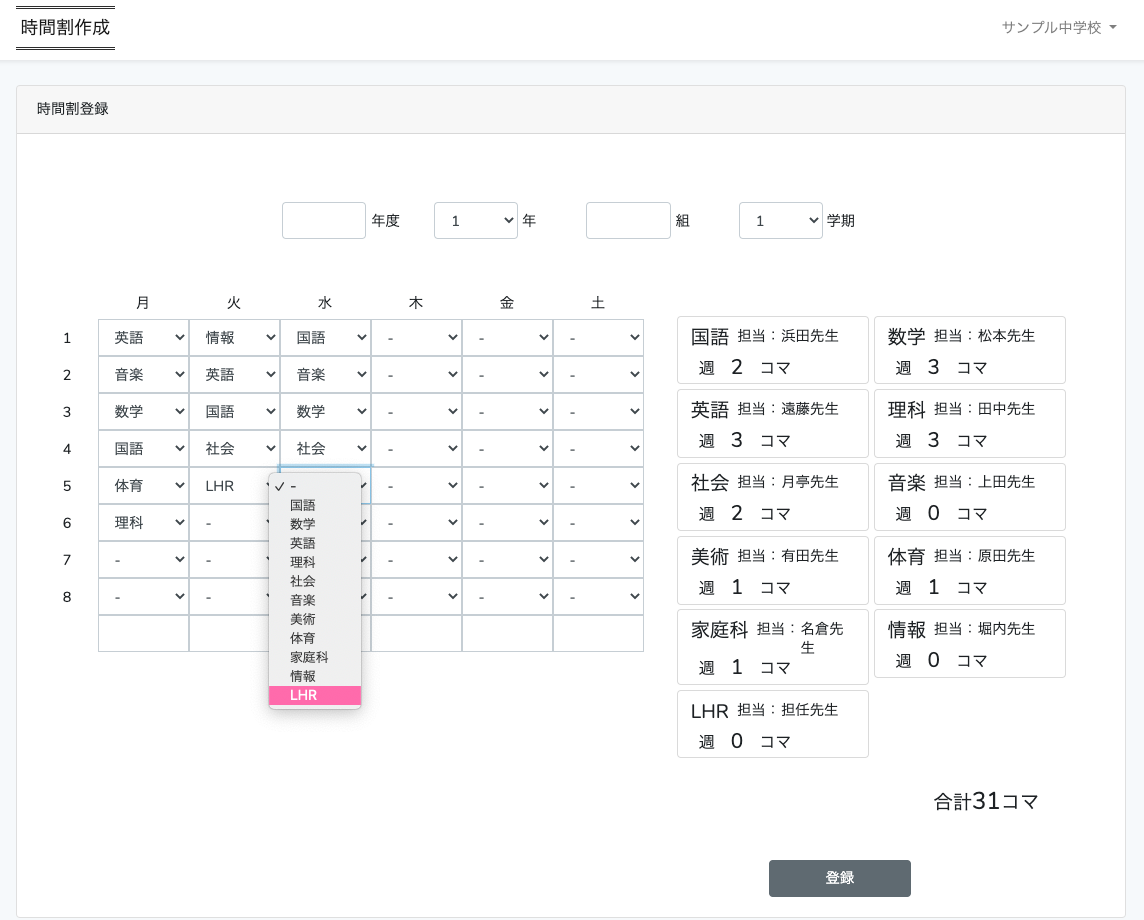 時間割作成
サンプル中学校
時間割登録
年度 1 年 組 1 学期
月 火 水 木 金 土
1 英語 情報 国語 - - -
2 音楽 英語 音楽 - - -
3 数学 国語 数学 - - -
4 国語 社会 社会 - - -
5 体育 LHR - - - -
6 理科 - - - -
7 - - - - -
8 - - - - -
✓ -
国語
数学
英語
理科
社会
音楽
美術
体育
家庭科
情報
LHR
国語 担当：浜田先生
週 2 コマ
数学 担当：松本先生
週 3 コマ
英語 担当：遠藤先生
週 3 コマ
理科 担当：田中先生
週 3 コマ
社会 担当：月亭先生
週 2 コマ
音楽 担当：上田先生
週 0 コマ
美術 担当：有田先生
週 1 コマ
体育 担当：原田先生
週 1 コマ
家庭科 担当：名倉先
生
週 1 コマ
情報 担当：堀内先生
週 0 コマ
LHR 担当：担任先生
週 0 コマ
合計31コマ
登録